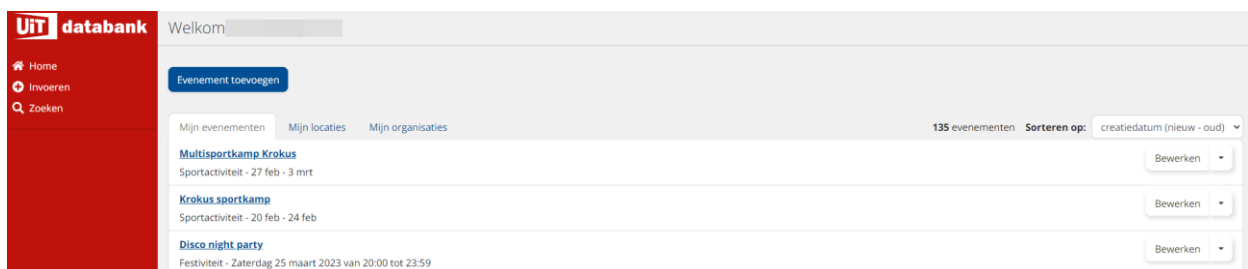 UiT databank
Welkom
Home
Invoeren
Zoeken
Evenement toevoegen
Mijn evenementen Mijn locaties Mijn organisaties 135 evenementen Sorteren op: creatiedatum (nieuw - oud)
Multisportkamp Krokus
Sportactiviteit - 27 feb - 3 mrt
Bewerken
Krokus sportkamp
Sportactiviteit - 20 feb - 24 feb
Bewerken
Disco night party
Festiviteit - Zaterdag 25 maart 2023 van 20:00 tot 23:59
Bewerken